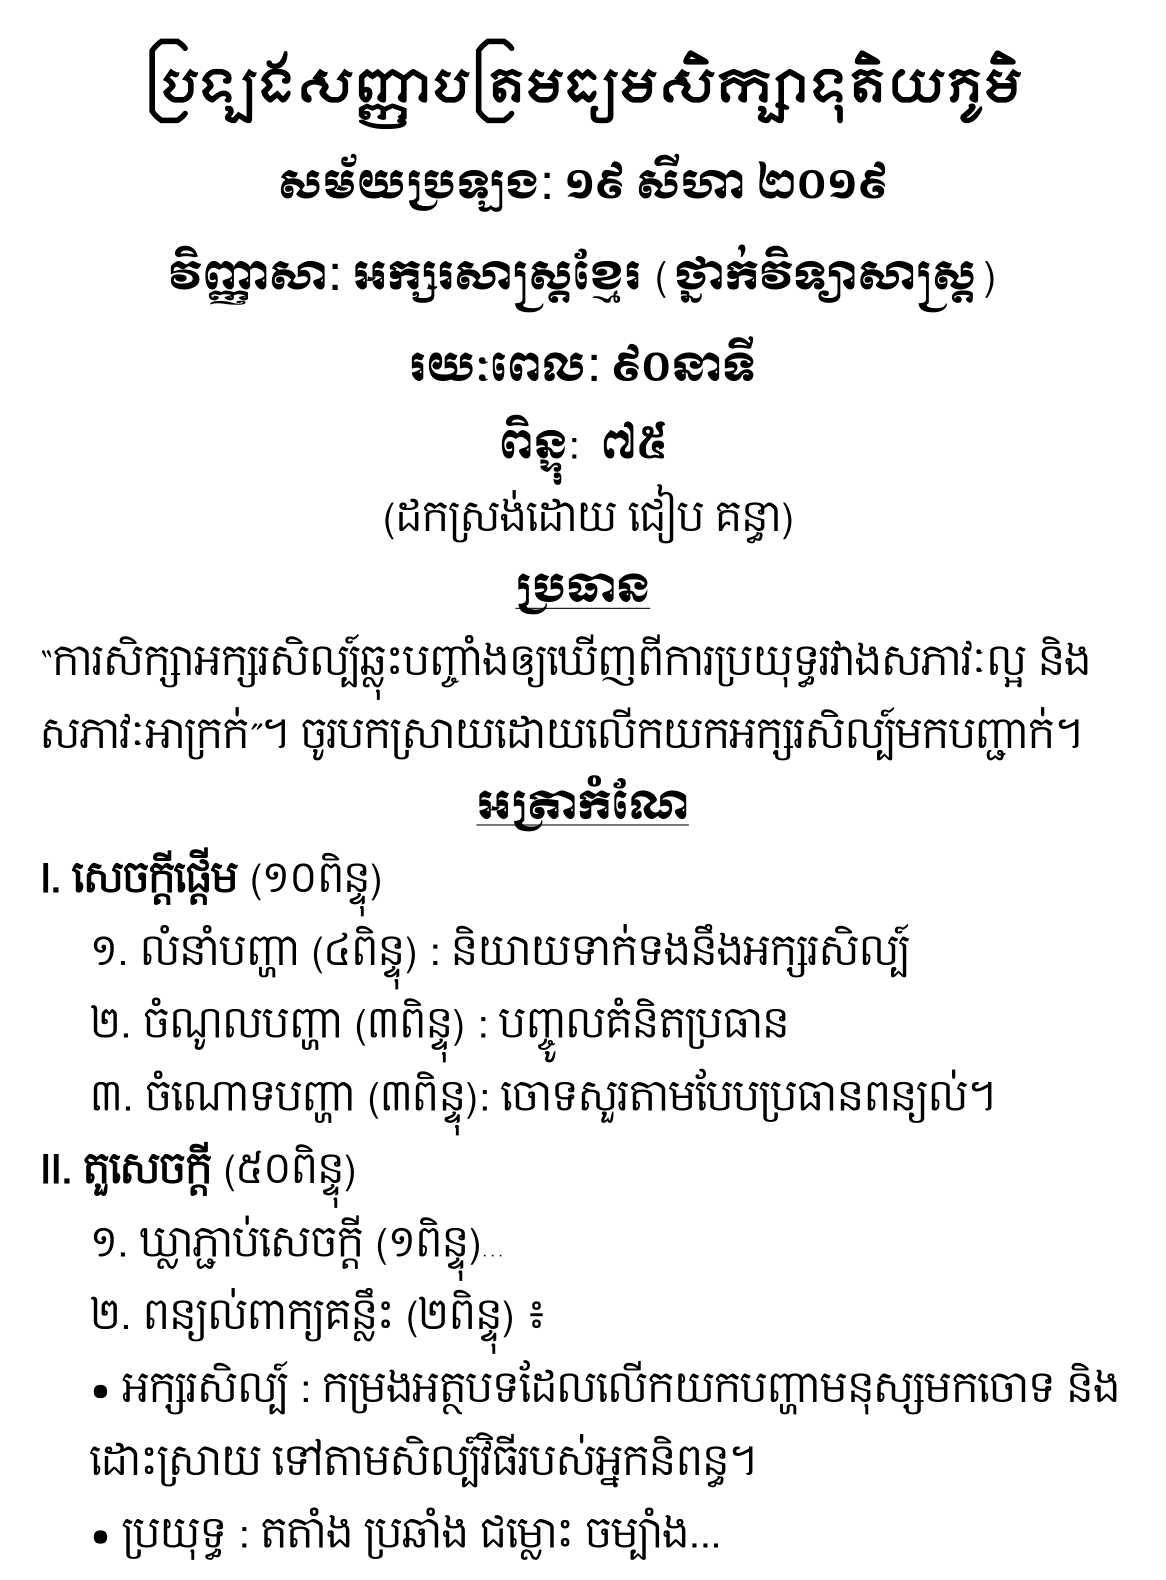 ប្រឡងសញ្ញាបត្រមធ្យមសិក្សាទុតិយភូមិ
សម័យប្រឡង: ១៩ សីហា ២០១៩
វិញ្ញាសា: អក្សរសាស្ត្រខ្មែរ (ថ្នាក់វិទ្យាសាស្ត្រ)
រយៈពេល: ៩០នាទី
ពិន្ទុ: ៧៥
(ដកស្រង់ដោយ ជៀប គន្ធា)
ប្រធាន
“ការសិក្សាអក្សរសិល្ប៍ឆ្លុះបញ្ចាំងឲ្យឃើញពីការប្រយុទ្ធរវាងសភាវៈល្អ និង
សភាវៈអាក្រក់”។ ចូរបកស្រាយដោយលើកយកអក្សរសិល្ប៍មកបញ្ជាក់។
អត្រាកំណែ
I. សេចក្តីផ្តើម (១០ពិន្ទុ)
១. លំនាំបញ្ហា (៤ពិន្ទុ) : និយាយទាក់ទងនឹងអក្សរសិល្ប៍
២. ចំណូលបញ្ហា (៣ពិន្ទុ) : បញ្ចូលគំនិតប្រធាន
៣. ចំណោទបញ្ហា (៣ពិន្ទុ): ចោទសួរតាមបែបប្រធានពន្យល់។
II. តួសេចក្តី (៥០ពិន្ទុ)
១. ឃ្លាភ្ជាប់សេចក្តី (១ពិន្ទុ)...
២. ពន្យល់ពាក្យគន្លឹះ (២ពិន្ទុ) ៖
• អក្សរសិល្ប៍ : កម្រងអត្ថបទដែលលើកយកបញ្ហាមនុស្សមកចោទ និង
ដោះស្រាយ ទៅតាមសិល្ប៍វិធីរបស់អ្នកនិពន្ធ។
• ប្រយុទ្ធ : តតាំង ប្រឆាំង ជម្លោះ ចម្បាំង...